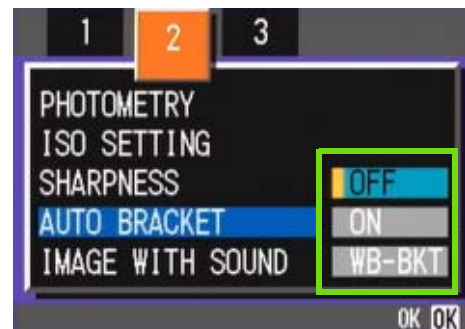 1 2 3
PHOTOMETRY
ISO SETTING
SHARPNESS OFF
AUTO BRACKET ON
IMAGE WITH SOUND WB-BKT
OK OK